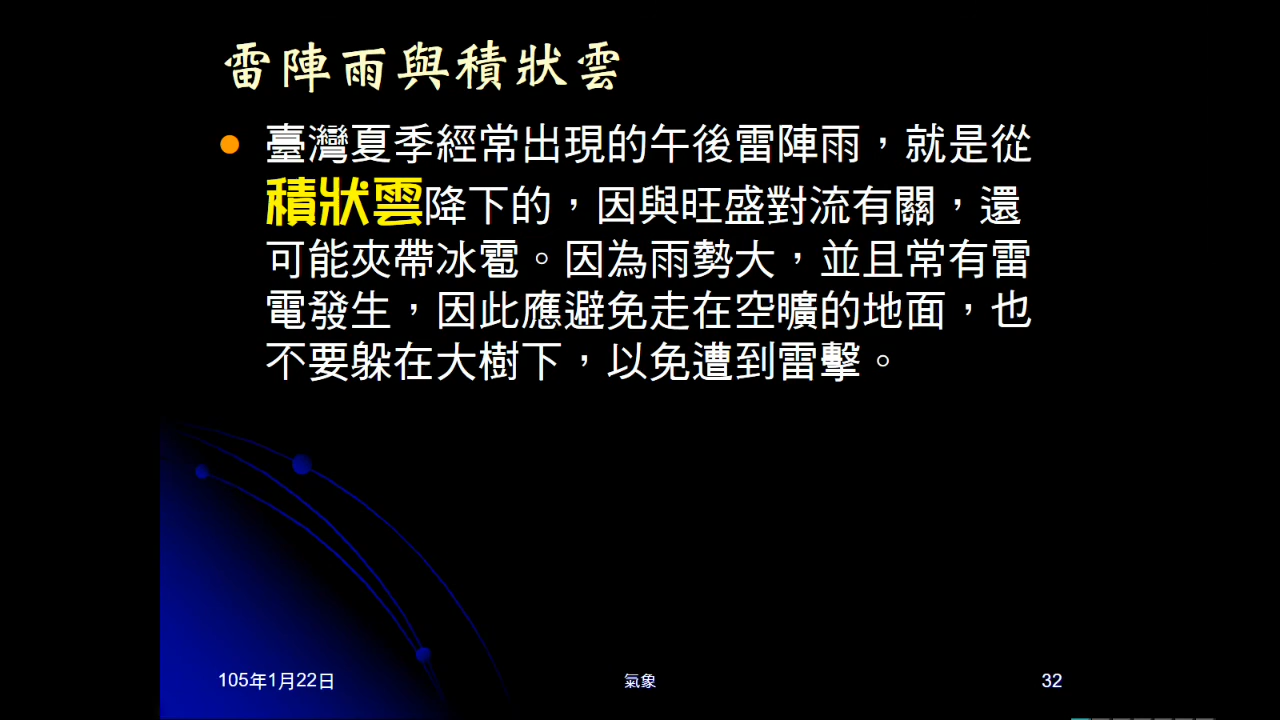 雷陣雨與積狀雲
臺灣夏季經常出現的午後雷陣雨，就是從
積狀雲降下的，因與旺盛對流有關，還
可能夾帶冰雹。因為雨勢大，並且常有雷
電發生，因此應避免走在空曠的地面，也
不要躲在大樹下，以免遭到雷擊。
105年1月22日
氣象
32